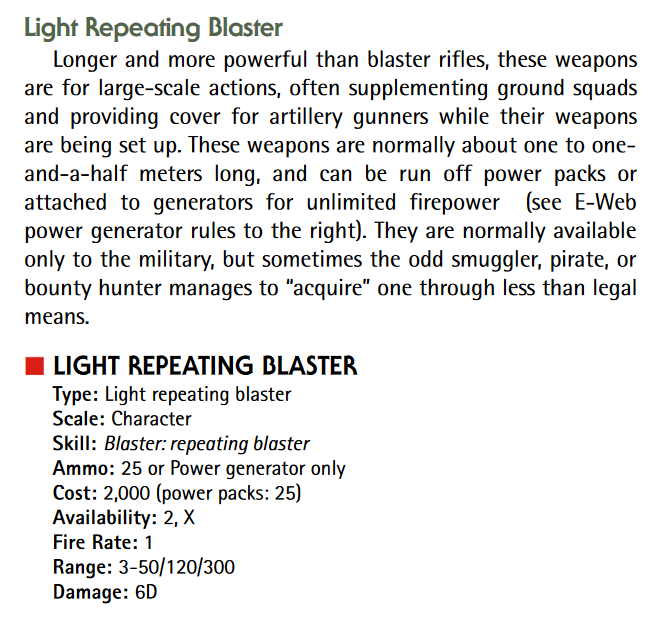 Light Repeating Blaster
Longer and more powerful than blaster rifles, these weapons
are for large-scale actions, often supplementing ground squads
and providing cover for artillery gunners while their weapons
are being set up. These weapons are normally about one to one-
and-a-half meters long, and can be run off power packs or
attached to generators for unlimited firepower (see E-Web
power generator rules to the right). They are normally available
only to the military, but sometimes the odd smuggler, pirate, or
bounty hunter manages to “acquire” one through less than legal
means.
LIGHT REPEATING BLASTER
Type: Light repeating blaster
Scale: Character
Skill: Blaster: repeating blaster
Ammo: 25 or Power generator only
Cost: 2,000 (power packs: 25)
Availability: 2, X
Fire Rate: 1
Range: 3-50/120/300
Damage: 6D